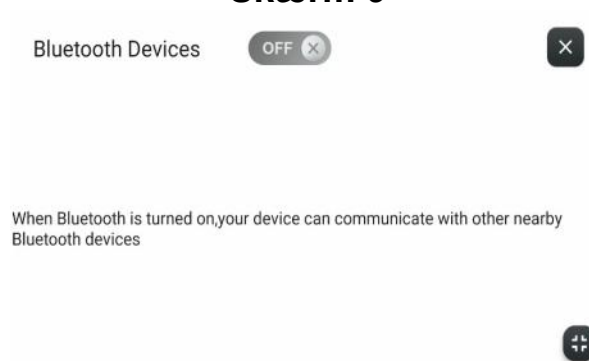 Bluetooth Devices OFF
When Bluetooth is turned on,your device can communicate with other nearby
Bluetooth devices